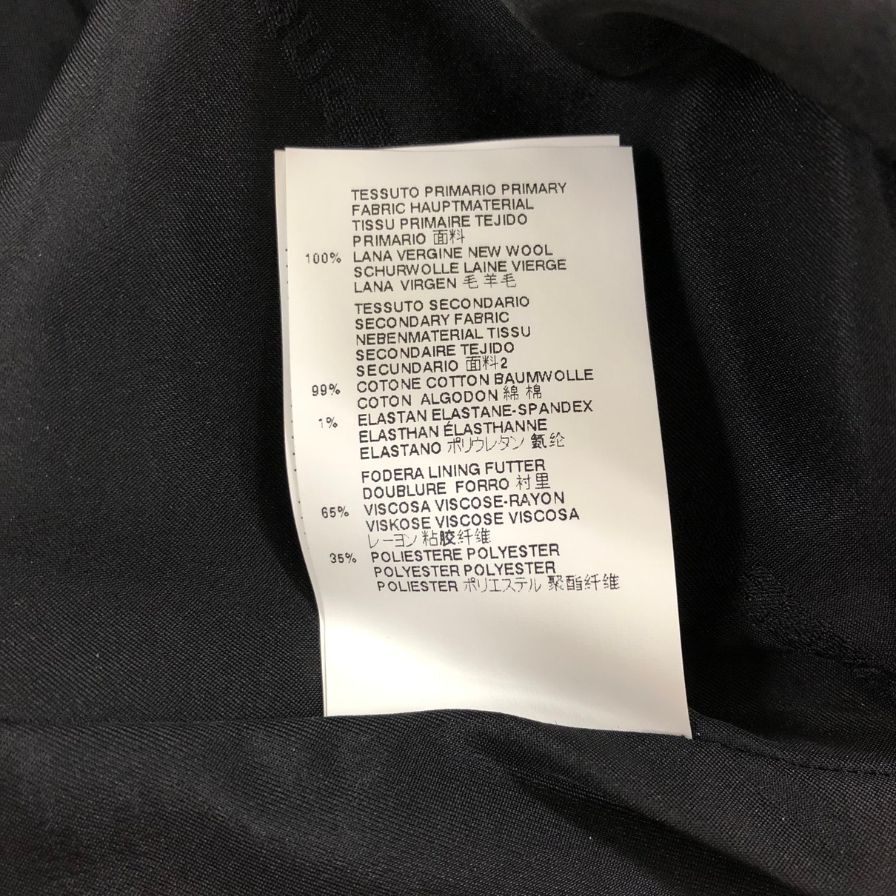 TESSUTO PRIMARIO PRIMARY
FABRIC HAUPTMATERIAL
TISSU PRIMAIRE TEJIDO
PRIMARIO 面料
100% LANA VERGINE NEW WOOL
SCHURWOLLE LAINE VIERGE
LANA VIRGEN 毛 羊毛
TESSUTO SECONDARIO
SECONDARY FABRIC
NEBENMATERIAL TISSU
SECONDAIRE TEJIDO
SECUNDARIO 面料2
99% COTONE COTTON BAUMWOLLE
COTON ALGODON 綿 棉
1% ELASTAN ELASTANE-SPANDEX
ELASTHAN ÉLASTHANNE
ELASTANO ポリウレタン 氨纶
FODERA LINING FUTTER
DOUBLURE FORRO 衬里
65% VISCOSA VISCOSE-RAYON
VISKOSE VISCOSE VISCOSA
レーヨン 粘胶纤维
35% POLIESTERE POLYESTER
POLYESTER POLYESTER
POLIESTER ポリエステル 聚酯纤维